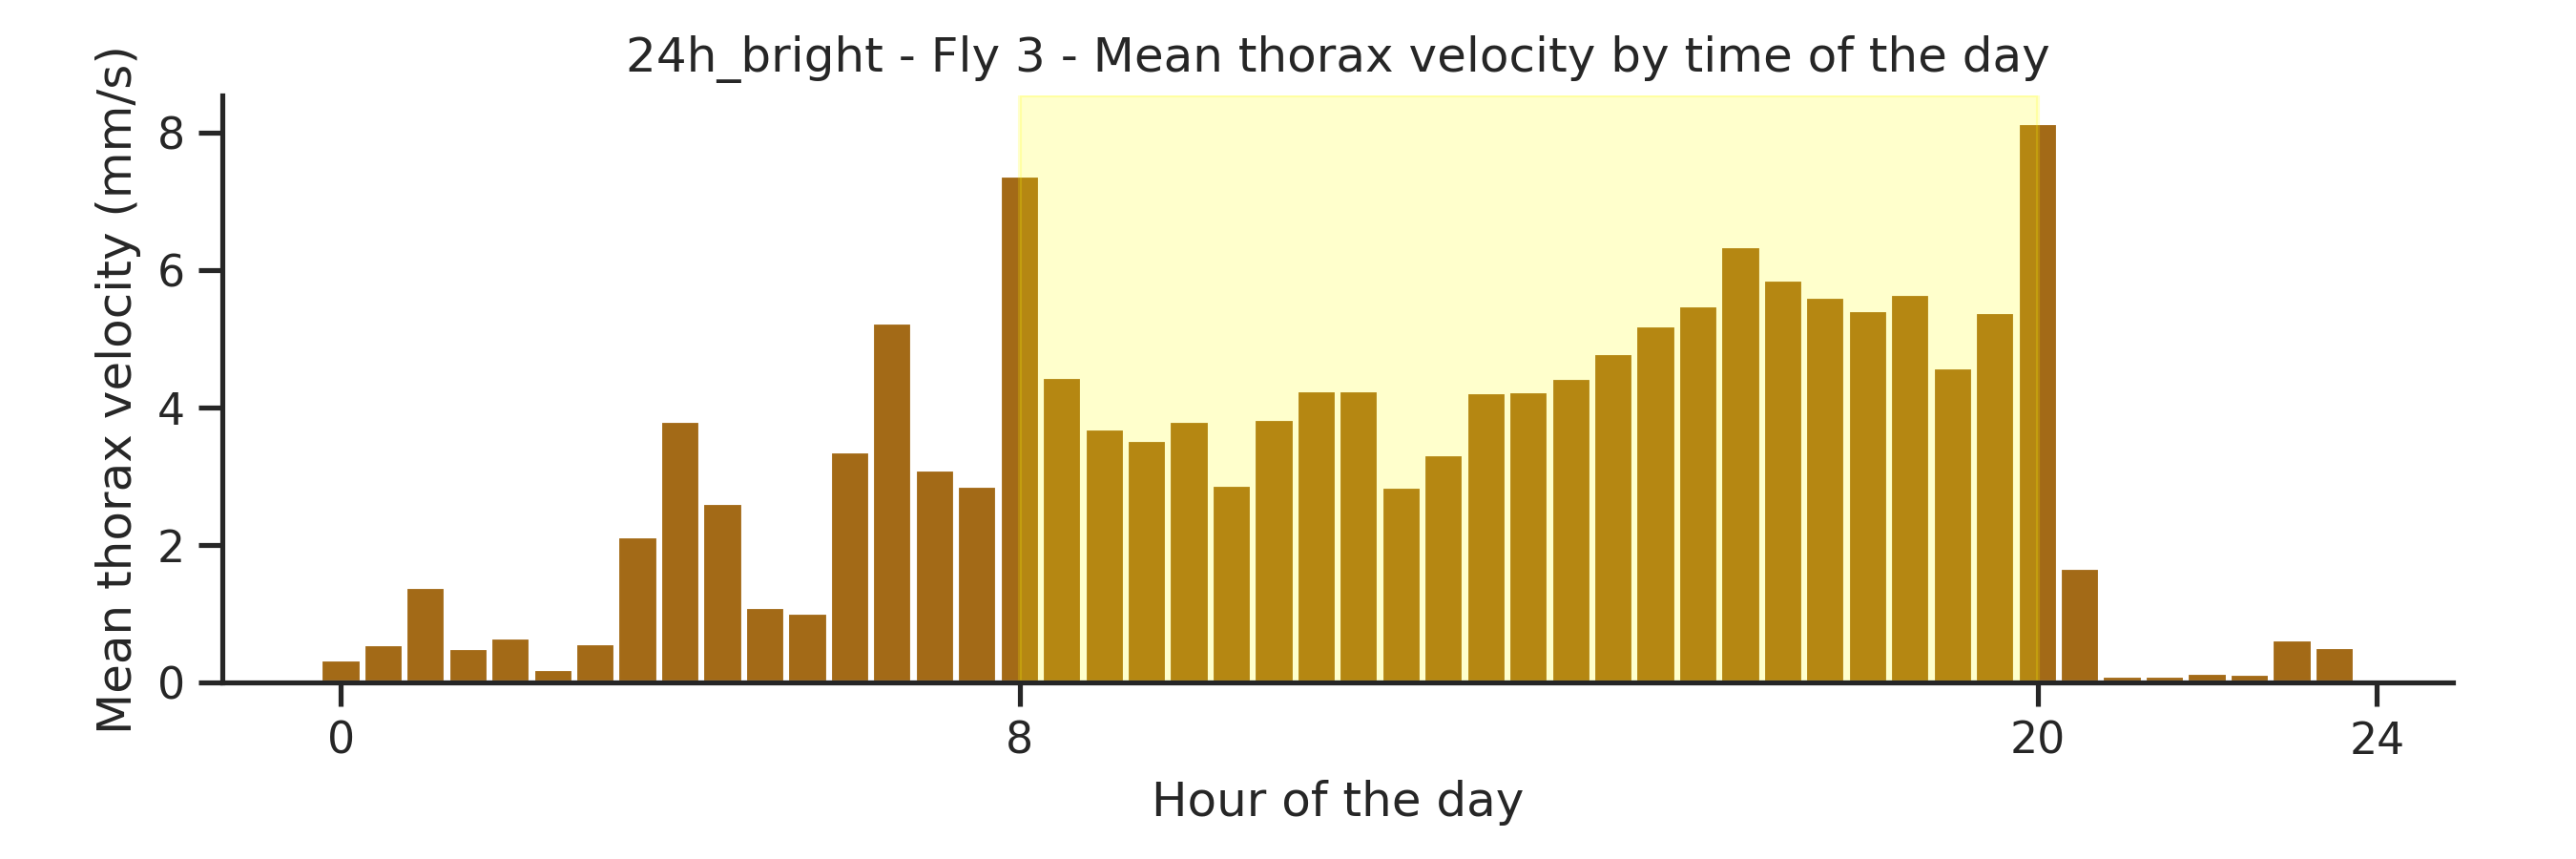 24h_bright - Fly 3 - Mean thorax velocity by time of the day
Mean thorax velocity (mm/s)
8
6
4
2
0
0 8 20 24
Hour of the day